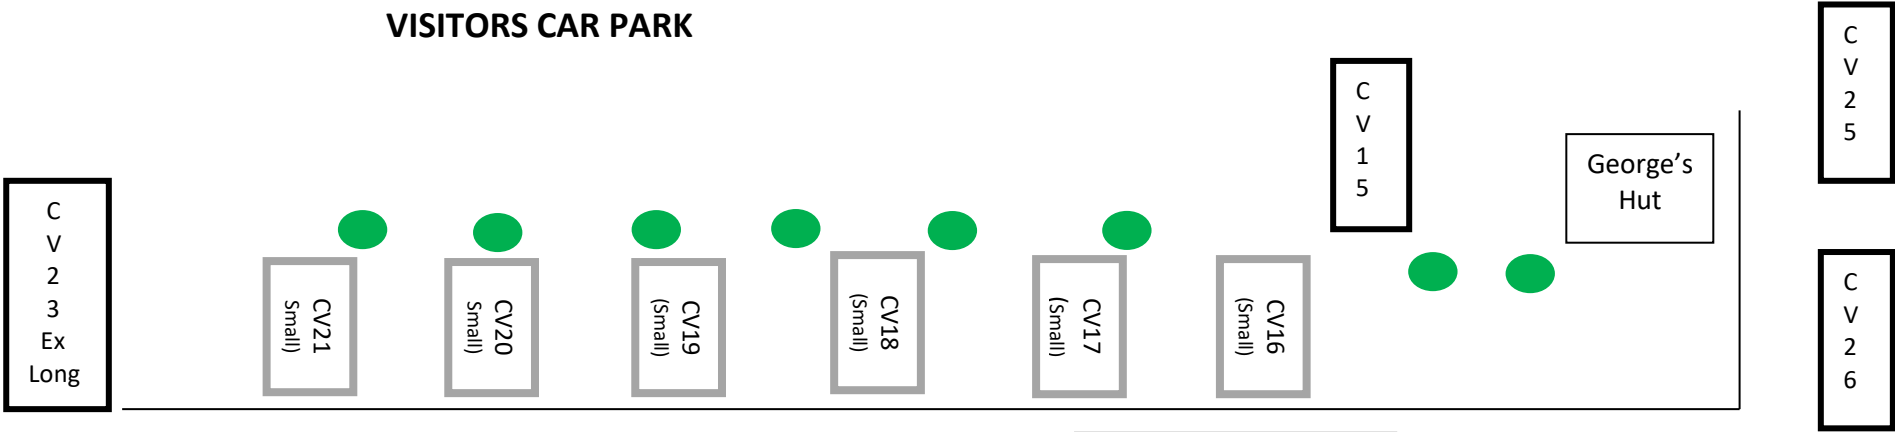 VISITORS CAR PARK
C
V
2
5
C
V
1
5
George’s
Hut
C
V
2
3
Ex
Long
CV21
Small)
CV20
Small)
CV19
(Small)
CV18
(Small)
CV17
(Small)
CV16
(Small)
C
V
2
6